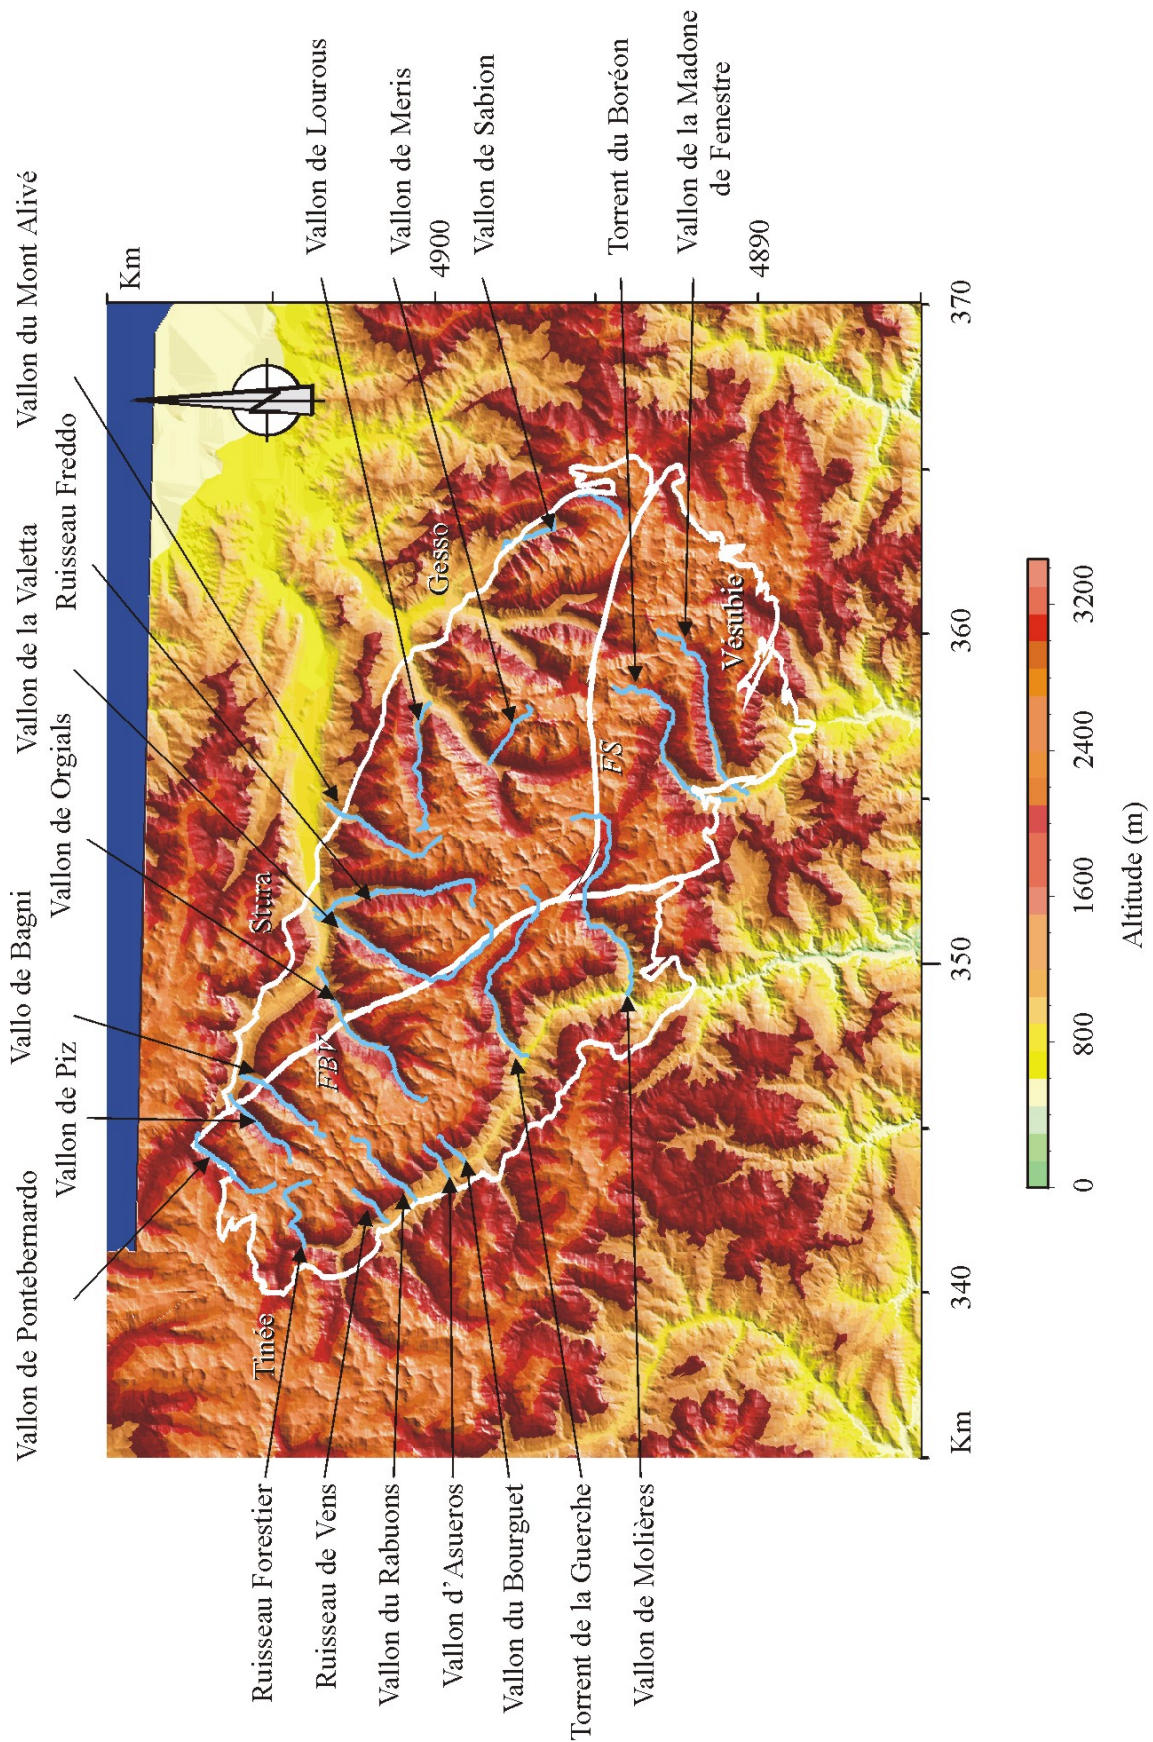 Vallon de Pontebernardo
Vallon de Piz
Vallo de Bagni
Vallon de Orgials
Vallon de la Valetta
Ruisseau Freddo
Vallon du Mont Alivé
Km
Vallon de Lourous
Vallon de Meris
4900
Vallon de Sabion
Torrent du Boréon
Vallon de la Madone
de Fenestre
4890
N
Stura
Gesso
Tinée
FBV
FS
Vésubie
Ruisseau Forestier
Ruisseau de Vens
Vallon du Rabuons
Vallon d'Asueros
Vallon du Bourguet
Torrent de la Guerche
Vallon de Molières
Km
340
350
360
370
0
800
1600
2400
3200
Altitude (m)